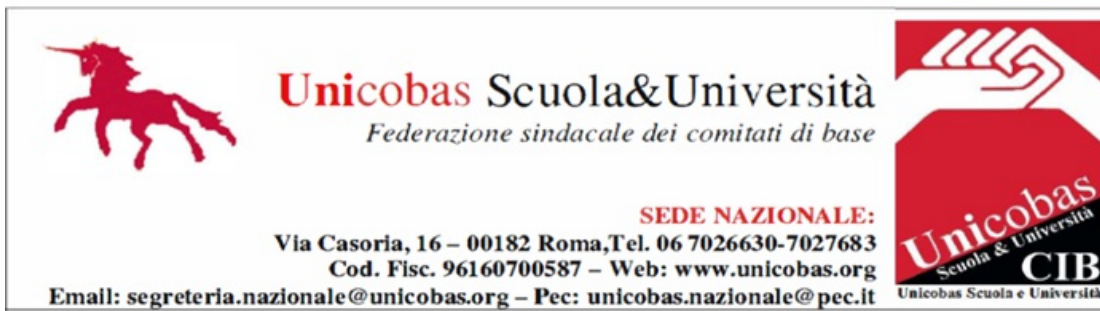 Unicobas Scuola&Università
Federazione sindacale dei comitati di base
SEDE NAZIONALE:
Via Casoria, 16 – 00182 Roma,Tel. 06 7026630-7027683
Cod. Fisc. 96160700587 – Web: www.unicobas.org
Email: segreteria.nazionale@unicobas.org – Pec: unicobas.nazionale@pec.it
Unicobas
Scuola & Università
CIB
Unicobas Scuola e Università